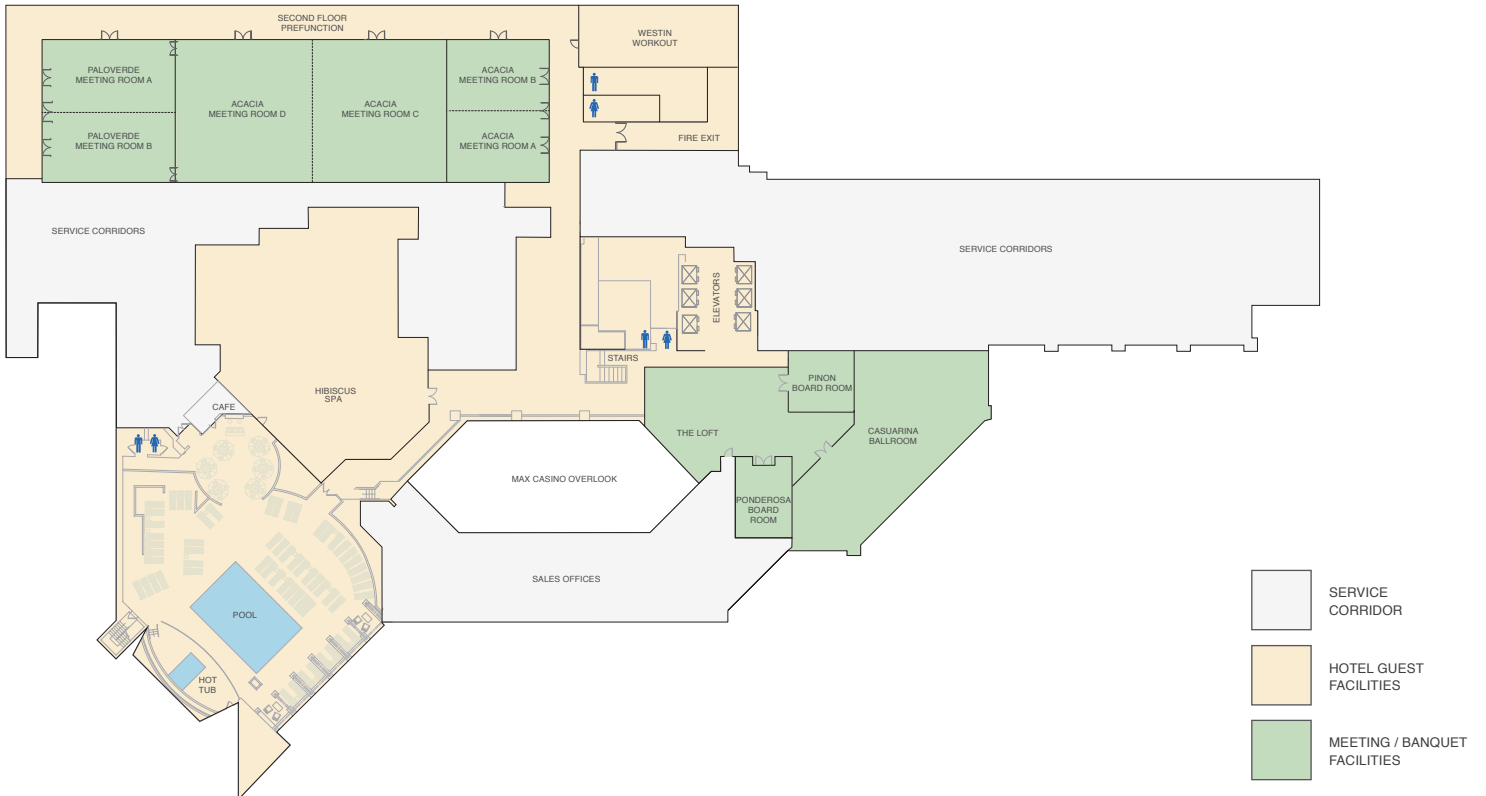 SECOND FLOOR
PREFUNCTION
WESTIN
WORKOUT
PALOVERDE
MEETING ROOM A
ACACIA
MEETING ROOM D
ACACIA
MEETING ROOM C
ACACIA
MEETING ROOM B
PALOVERDE
MEETING ROOM B
ACACIA
MEETING ROOM A
FIRE EXIT
SERVICE CORRIDORS
SERVICE CORRIDORS
ELEVATORS
STAIRS
HIBISCUS
SPA
PINON
BOARD ROOM
CAFE
THE LOFT
CASUARINA
BALLROOM
MAX CASINO OVERLOOK
PONDEROSA
BOARD
ROOM
SALES OFFICES
POOL
HOT
TUB
SERVICE
CORRIDOR
HOTEL GUEST
FACILITIES
MEETING / BANQUET
FACILITIES